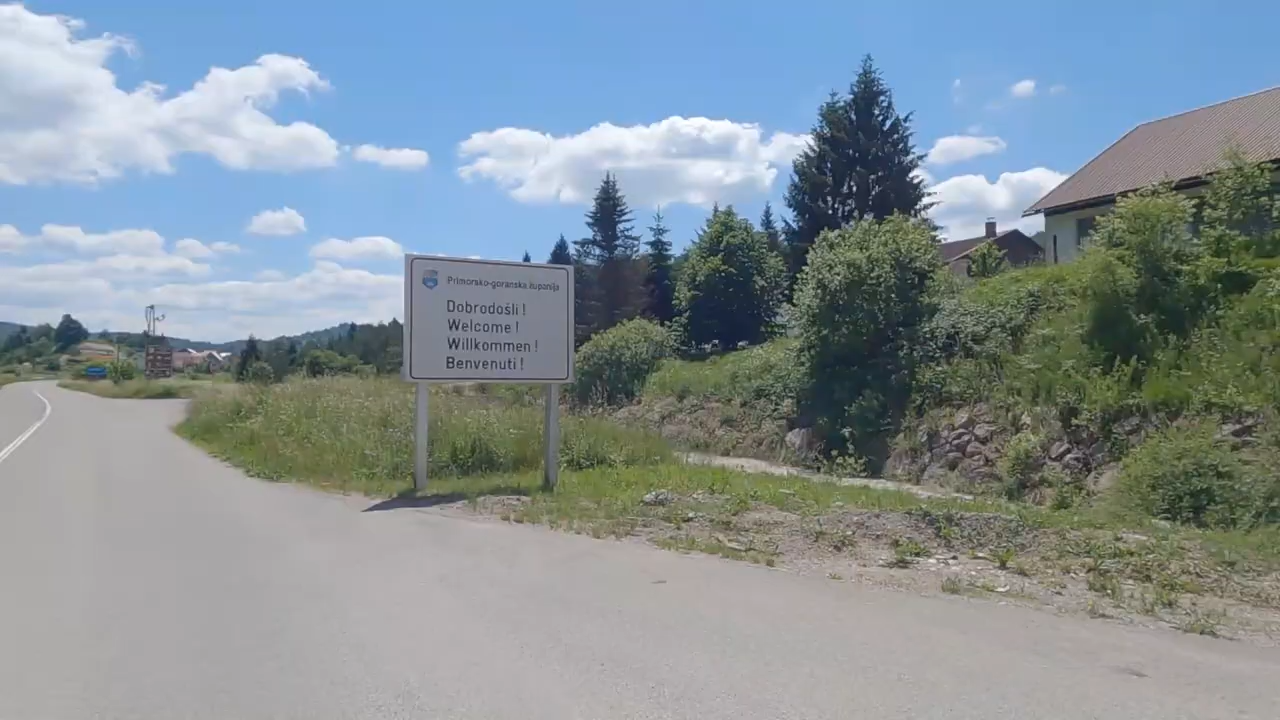 Primorsko-goranska županija
Dobrodošli !
Welcome !
Willkommen !
Benvenuti !